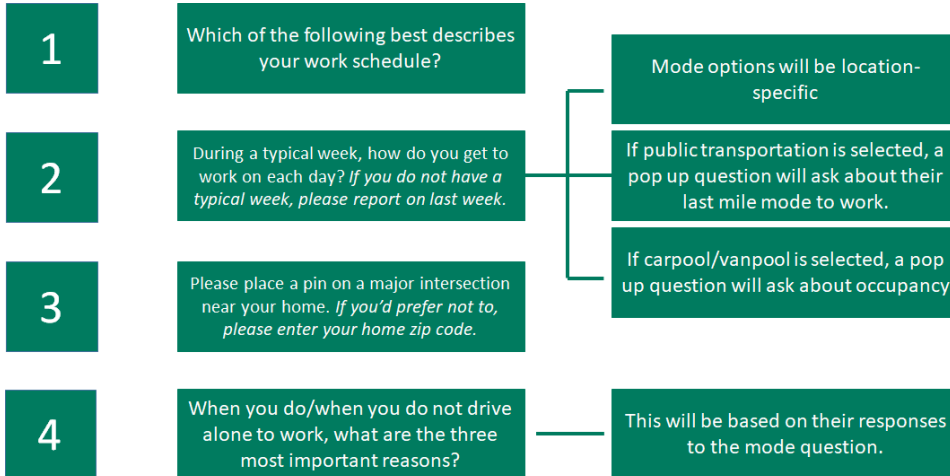 1
Which of the following best describes
your work schedule?
Mode options will be location-
specific
2
During a typical week, how do you get to
work on each day? If you do not have a
typical week, please report on last week.
If public transportation is selected, a
pop up question will ask about their
last mile mode to work.
If carpool/vanpool is selected, a pop
up question will ask about occupancy
3
Please place a pin on a major intersection
near your home. If you’d prefer not to,
please enter your home zip code.
4
When you do/when you do not drive
alone to work, what are the three
most important reasons?
This will be based on their responses
to the mode question.